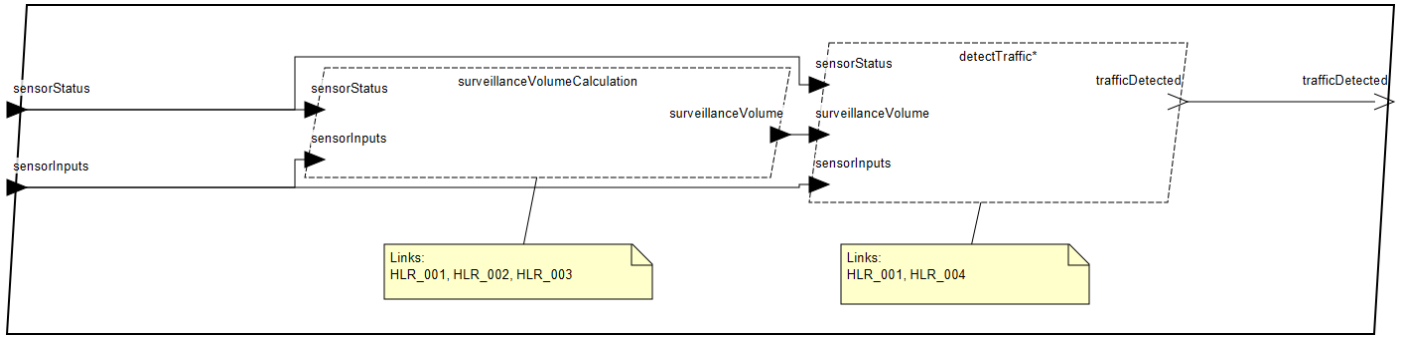 sensorStatus
sensorInputs
surveillanceVolumeCalculation
sensorStatus
sensorInputs
surveillanceVolume
detectTraffic*
sensorStatus
surveillanceVolume
sensorInputs
trafficDetected
trafficDetected
Links:
HLR_001, HLR_002, HLR_003
Links:
HLR_001, HLR_004